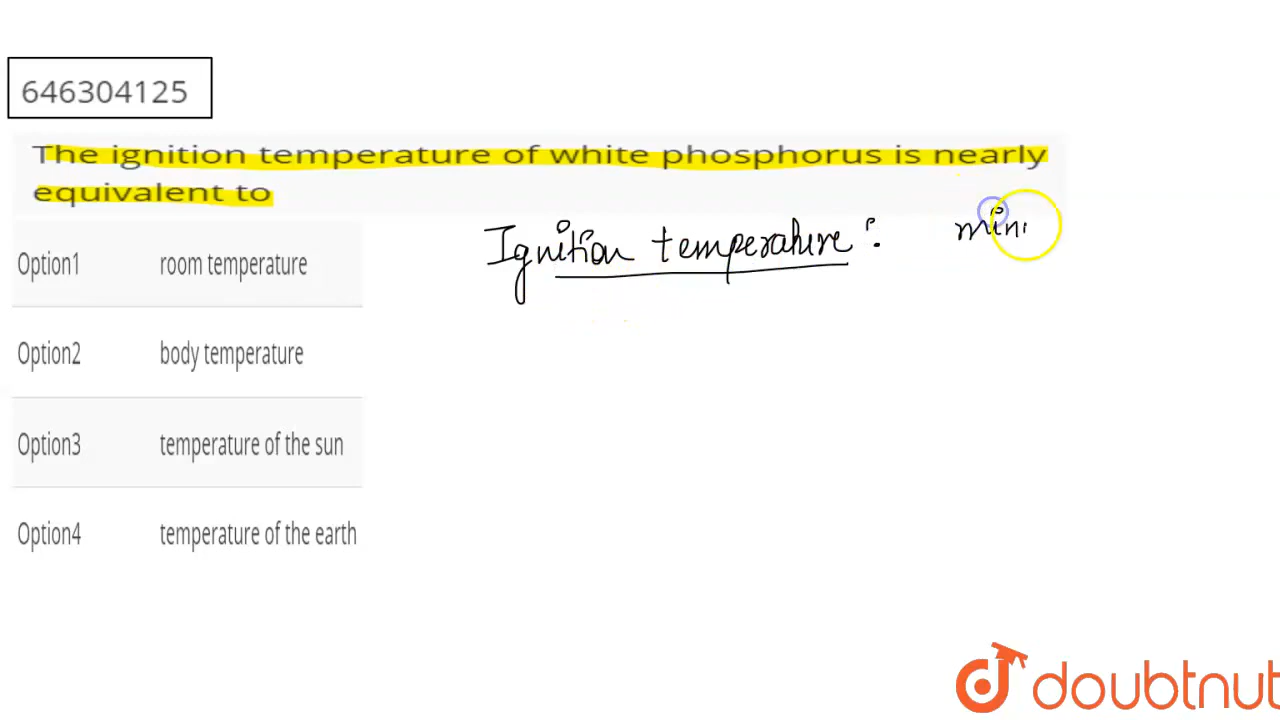 646304125
The ignition temperature of white phosphorus is nearly
equivalent to
Ignition temperature : mini
Option1 room temperature
Option2 body temperature
Option3 temperature of the sun
Option4 temperature of the earth
doubtnut